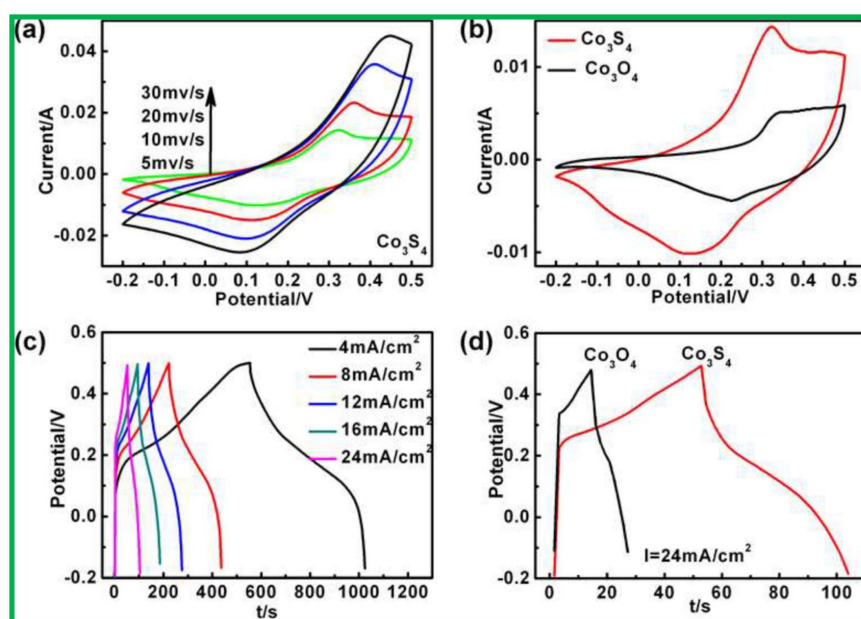 (a)
0.04
0.02
0.00
-0.02
Current/A
30mv/s
20mv/s
10mv/s
5mv/s
Co₃S₄
-0.2 -0.1 0.0 0.1 0.2 0.3 0.4 0.5
Potential/V
(b)
Co₃S₄
Co₃O₄
0.01
0.00
-0.01
Current/A
-0.2 -0.1 0.0 0.1 0.2 0.3 0.4 0.5
Potential/V
(c)
0.6
0.4
0.2
0.0
-0.2
Potential/V
4mA/cm²
8mA/cm²
12mA/cm²
16mA/cm²
24mA/cm²
0 200 400 600 800 1000 1200
t/s
(d)
0.6
0.4
0.2
0.0
-0.2
Potential/V
Co₃O₄
Co₃S₄
I=24mA/cm²
0 20 40 60 80 100
t/s